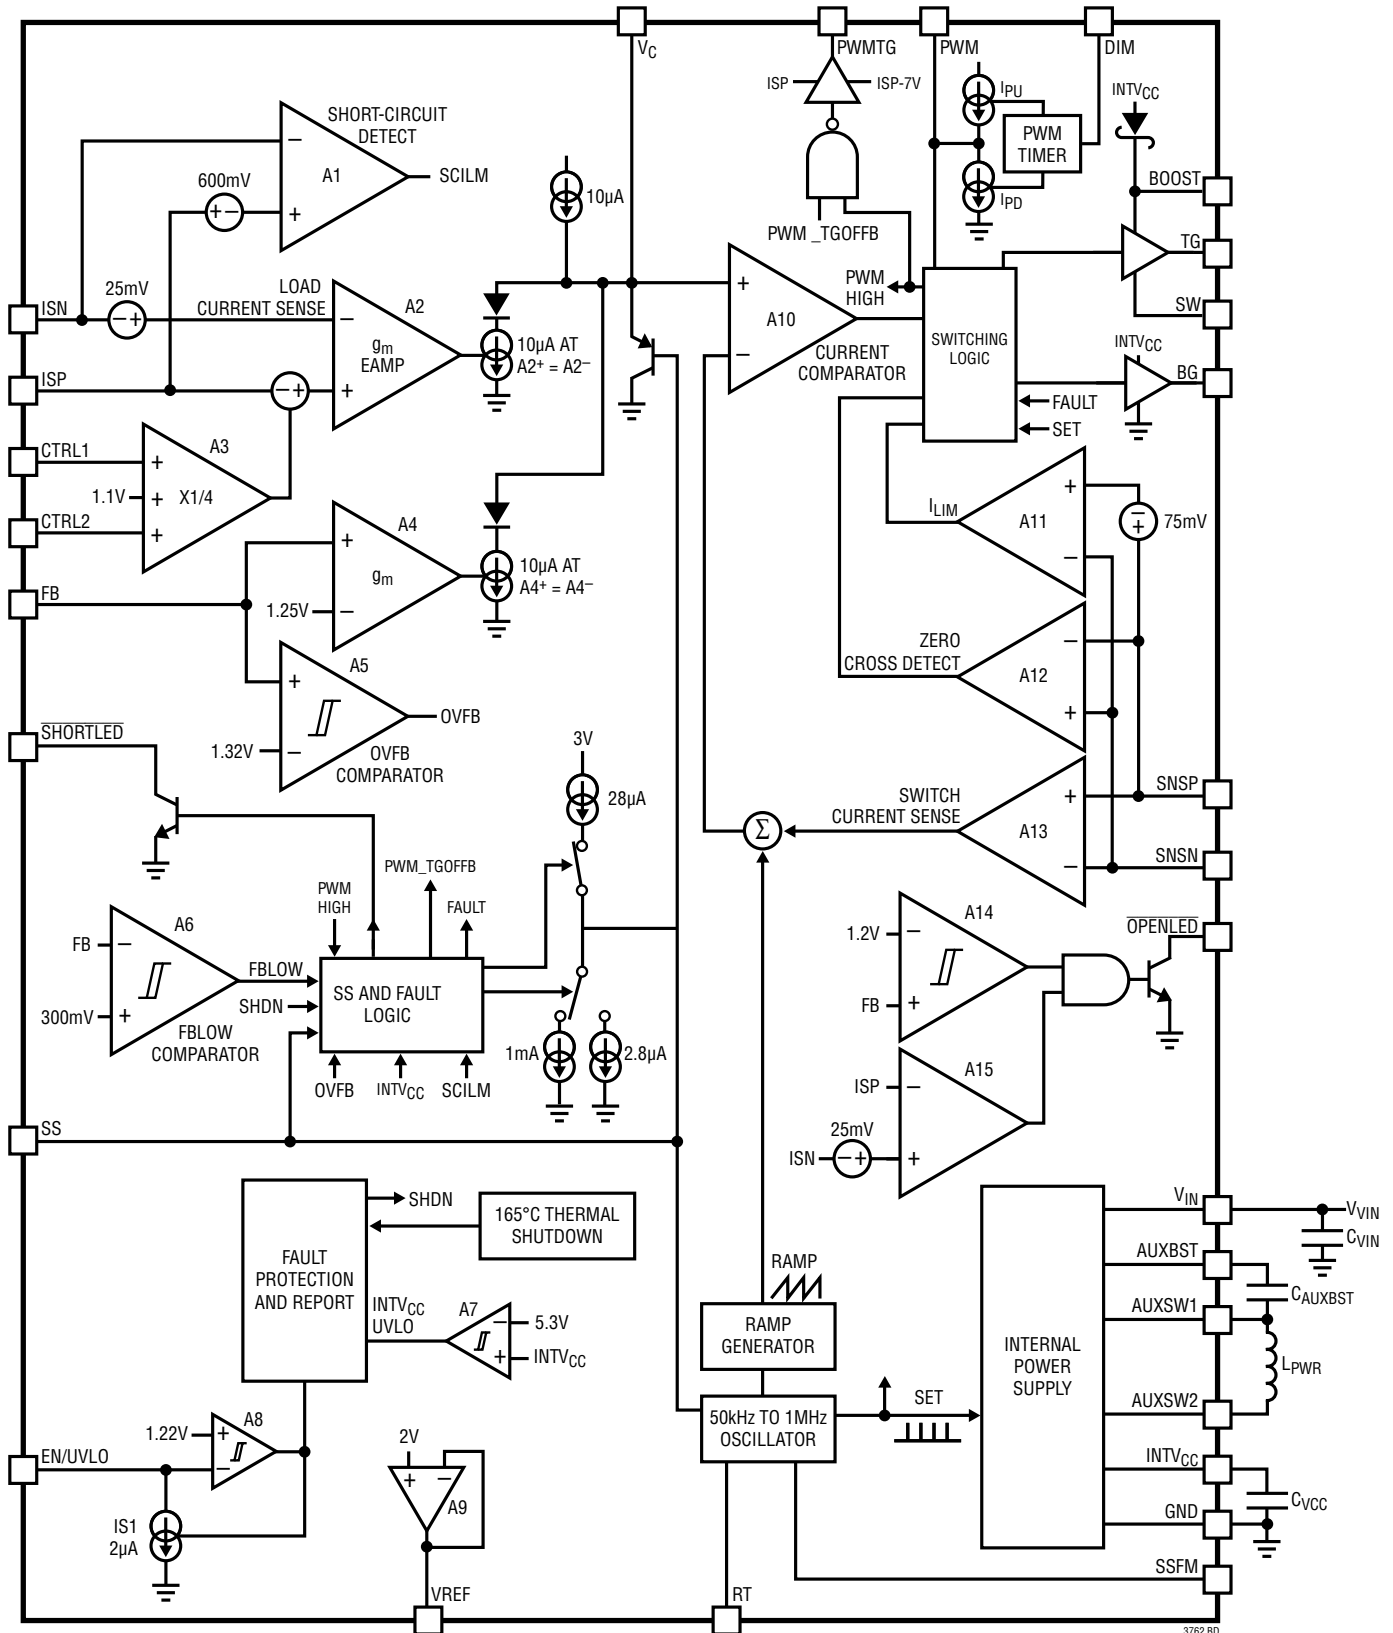 VC
PWMTG
PWM
DIM
ISP
ISP-7V
IPU
INTVCC
PWM
TIMER
IPD
BOOST
SHORT-CIRCUIT
DETECT
A1
SCILM
−
+
600mV
+−
10µA
PWM _TGOFFB
TG
SW
ISN
25mV
−+
LOAD
CURRENT SENSE
A2
−
gm
EAMP
+
10µA AT
A2+ = A2−
+
A10
−
CURRENT
COMPARATOR
PWM
HIGH
SWITCHING
LOGIC
INTVCC
BG
FAULT
SET
ISP
−+
CTRL1
A3
+
1.1V
+
X1/4
CTRL2
+
A4
+
gm
1.25V
−
10µA AT
A4+ = A4−
FB
ILIM
A11
+
−
−
+
75mV
ZERO
CROSS DETECT
A12
−
+
A5
+
1.32V
−
OVFB
OVFB
COMPARATOR
SHORTLED
3V
28µA
SWITCH
CURRENT SENSE
A13
+
−
Σ
SNSP
SNSN
PWM
HIGH
PWM_TGOFFB
FAULT
A6
FB
−
300mV
+
FBLOW
FBLOW
COMPARATOR
SHDN
SS AND FAULT
LOGIC
OVFB
INTVCC
SCILM
1mA
2.8µA
A14
1.2V
−
FB
+
OPENLED
A15
ISP
−
25mV
ISN
−+
+
SS
SHDN
165°C THERMAL
SHUTDOWN
FAULT
PROTECTION
AND REPORT
INTVCC
UVLO
A7
−
5.3V
+
INTVCC
RAMP
RAMP
GENERATOR
50kHz TO 1MHz
OSCILLATOR
SET
INTERNAL
POWER
SUPPLY
VIN
VVIN
CVIN
AUXBST
CAUXBST
AUXSW1
LPWR
AUXSW2
INTVCC
CVCC
GND
SSFM
1.22V
A8
+
−
EN/UVLO
IS1
2µA
2V
+
−
A9
VREF
RT
3762 BD